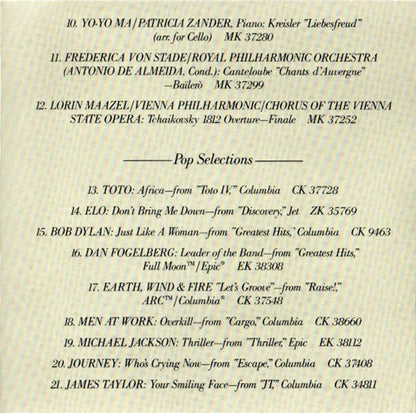 10. YO-YO MA/PATRICIA ZANDER, Piano: Kreisler "Liebesfreud"
(arr. for Cello) MK 37280
11. FREDERICA VON STADE/ROYAL PHILHARMONIC ORCHESTRA
(ANTONIO DE ALMEIDA, Cond.): Canteloube "Chants d'Auvergne"
—Baïlerò MK 37299
12. LORIN MAAZEL/VIENNA PHILHARMONIC/CHORUS OF THE VIENNA
STATE OPERA: Tchaikovsky 1812 Overture—Finale MK 37252
Pop Selections
13. TOTO: Africa—from "Toto IV," Columbia CK 37728
14. ELO: Don't Bring Me Down—from "Discovery," Jet ZK 35769
15. BOB DYLAN: Just Like A Woman—from "Greatest Hits," Columbia CK 9463
16. DAN FOGELBERG: Leader of the Band—from "Greatest Hits,"
Full Moon™/Epic® EK 38308
17. EARTH, WIND & FIRE "Let's Groove"—from "Raise!,"
ARC™/Columbia® CK 37548
18. MEN AT WORK: Overkill—from "Cargo," Columbia CK 38660
19. MICHAEL JACKSON: Thriller—from "Thriller," Epic EK 38112
20. JOURNEY: Who's Crying Now—from "Escape," Columbia CK 37408
21. JAMES TAYLOR: Your Smiling Face—from "JT," Columbia CK 34811